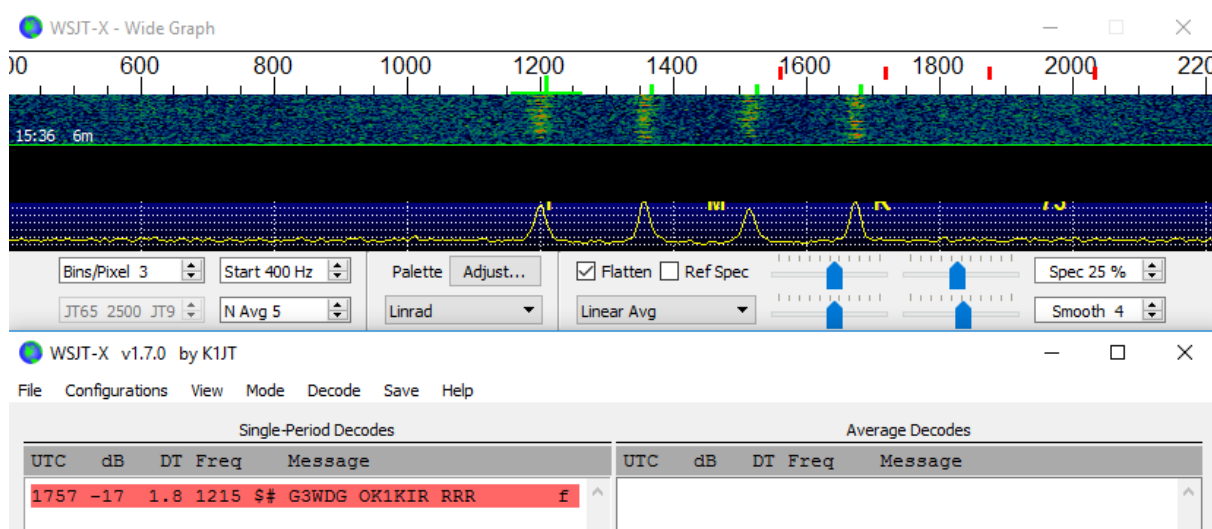 WSJT-X - Wide Graph
00 600 800 1000 1200 1400 1600 1800 2000 220
15:36 6m
M K 73
Bins/Pixel 3 Start 400 Hz Palette Adjust... Flatten Ref Spec Spec 25 %
JT65 2500 JT9 N Avg 5 Linrad Linear Avg Smooth 4
WSJT-X v1.7.0 by K1JT
File Configurations View Mode Decode Save Help
Single-Period Decodes Average Decodes
UTC dB DT Freq Message UTC dB DT Freq Message
1757 -17 1.8 1215 $# G3WDG OK1KIR RRR f